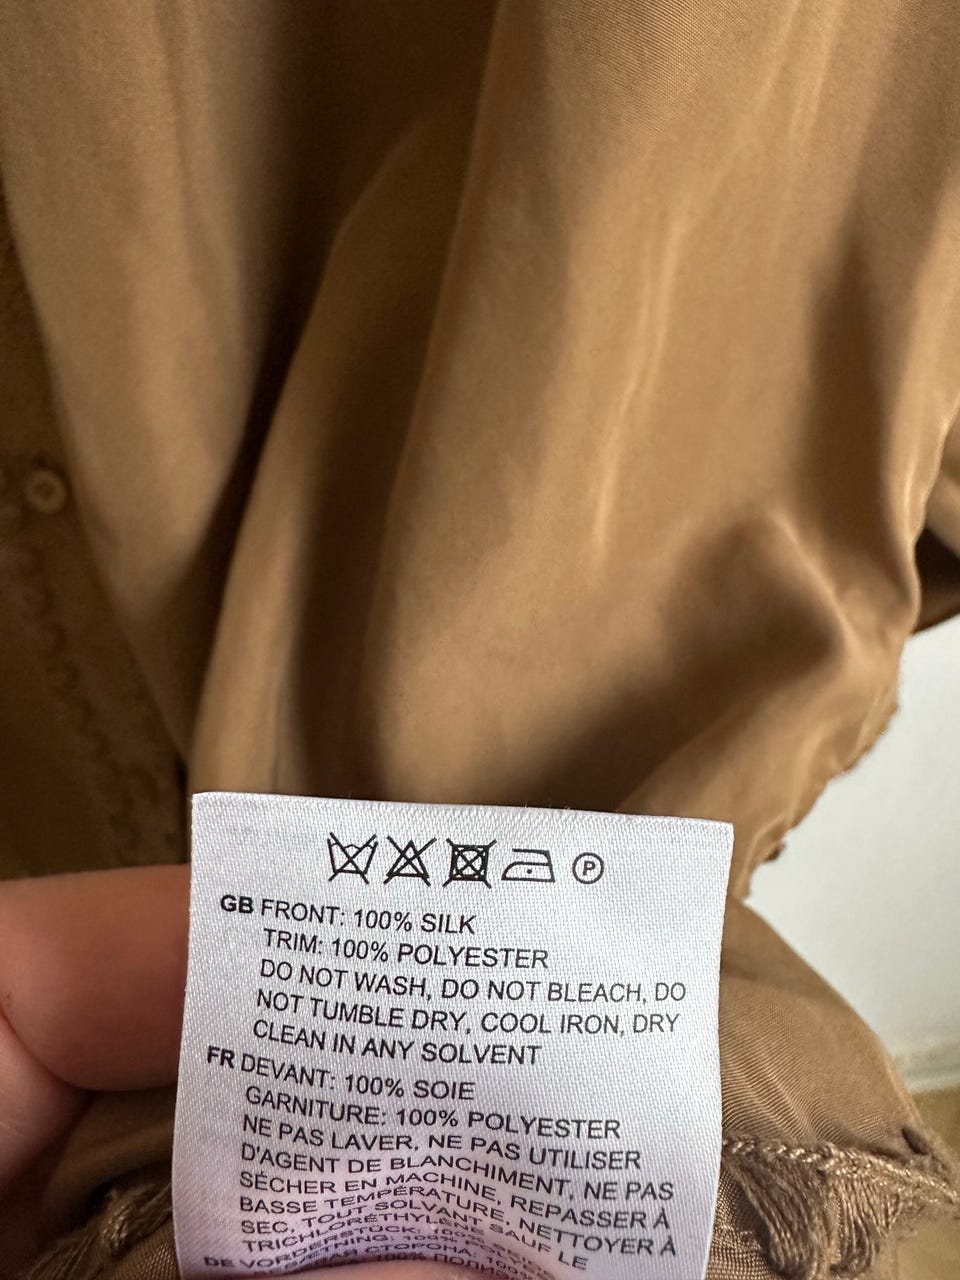 P
GB FRONT: 100% SILK
TRIM: 100% POLYESTER
DO NOT WASH, DO NOT BLEACH, DO
NOT TUMBLE DRY, COOL IRON, DRY
CLEAN IN ANY SOLVENT
FR DEVANT: 100% SOIE
GARNITURE: 100% POLYESTER
NE PAS LAVER, NE PAS UTILISER
D'AGENT DE BLANCHIMENT, NE PAS
SÉCHER EN MACHINE, REPASSER À
BASSE TEMPÉRATURE, NETTOYER À
SEC, TOUT SOLVANT SAUF LE
TRICHLORÉTHYLÈNE
DE